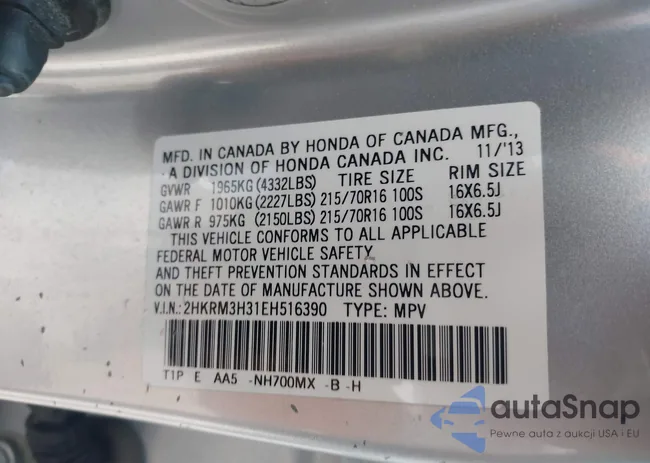 MFD. IN CANADA BY HONDA OF CANADA MFG.,
A DIVISION OF HONDA CANADA INC. 11/'13
GVWR 1965KG (4332LBS) TIRE SIZE RIM SIZE
GAWR F 1010KG (2227LBS) 215/70R16 100S 16X6.5J
GAWR R 975KG (2150LBS) 215/70R16 100S 16X6.5J
THIS VEHICLE CONFORMS TO ALL APPLICABLE
FEDERAL MOTOR VEHICLE SAFETY
AND THEFT PREVENTION STANDARDS IN EFFECT
ON THE DATE OF MANUFACTURE SHOWN ABOVE.
V.I.N.: 2HKRM3H31EH516390 TYPE: MPV
T1P E AA5 -NH700MX -B -H
autaSnap
Pewne auta z aukcji USA i EU